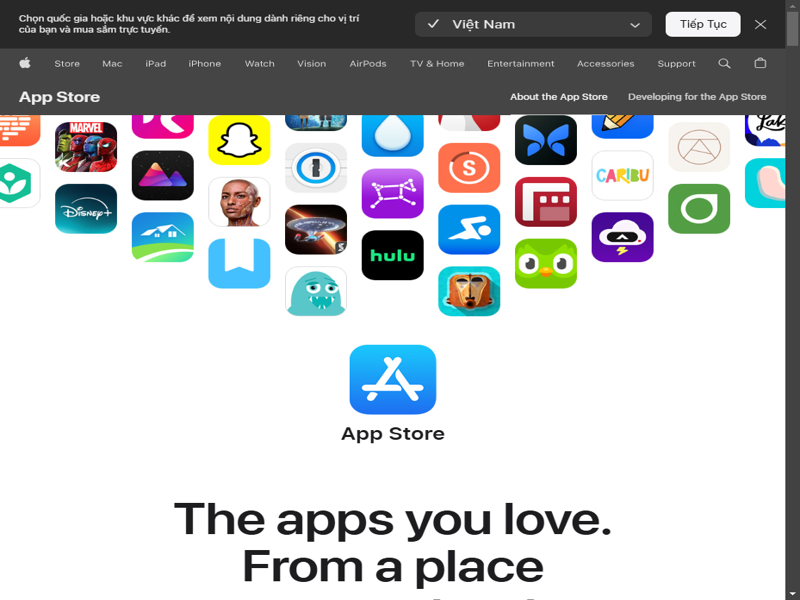 Chọn quốc gia hoặc khu vực khác để xem nội dung dành riêng cho vị trí
của bạn và mua sắm trực tuyến.
Việt Nam
Tiếp Tục
Store Mac iPad iPhone Watch Vision AirPods TV & Home Entertainment Accessories Support
App Store
About the App Store Developing for the App Store
MARVEL
Disney+
S
hulu
CARIBU
App Store
The apps you love.
From a place